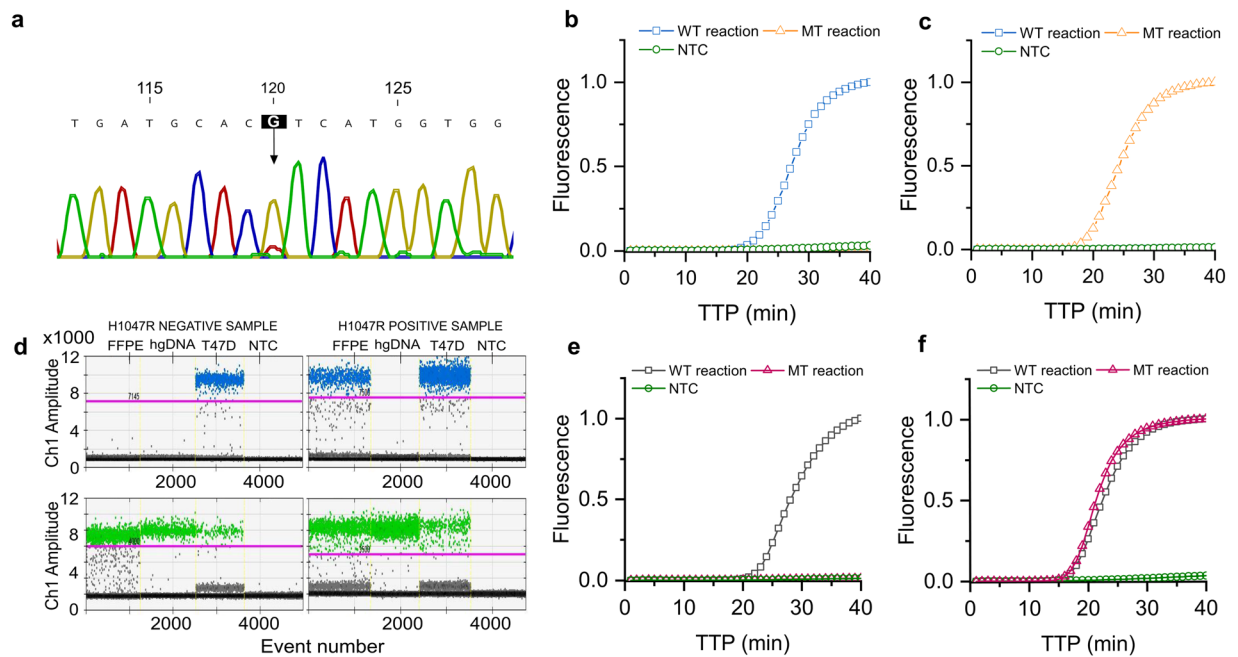 a
115 120 125
T G A T G C A C G T C A T G G T G G
b
WT reaction MT reaction
NTC
Fluorescence
1.0
0.5
0.0
0 10 20 30 40
TTP (min)
c
WT reaction MT reaction
NTC
Fluorescence
1.0
0.5
0.0
0 10 20 30 40
TTP (min)
d
x1000
H1047R NEGATIVE SAMPLE H1047R POSITIVE SAMPLE
FFPE hgDNA T47D NTC FFPE hgDNA T47D NTC
Ch1 Amplitude
12
8
4
0
7145
2000 4000 2000 4000
Ch1 Amplitude
12
8
4
0
2000 4000 2000 4000
Event number
e
WT reaction MT reaction
NTC
Fluorescence
1.0
0.5
0.0
0 10 20 30 40
TTP (min)
f
WT reaction MT reaction
NTC
Fluorescence
1.0
0.5
0.0
0 10 20 30 40
TTP (min)